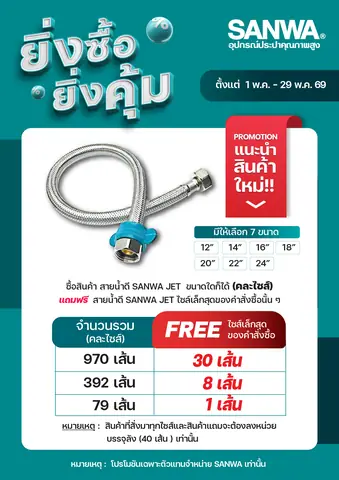 ยิ่งซื้อ
ยิ่งคุ้ม
SANWA®
อุปกรณ์ประปาคุณภาพสูง
ตั้งแต่ 1 พ.ค. - 29 พ.ค. 69
PROMOTION
แนะนำ
สินค้า
ใหม่!!
มีให้เลือก 7 ขนาด
12" 14" 16" 18"
20" 22" 24"
ซื้อสินค้า สายน้ำดี SANWA JET ขนาดใดก็ได้ (คละไซส์)
แถมฟรี สายน้ำดี SANWA JET ไซส์เล็กสุดของคำสั่งซื้อนั้น ๆ
จำนวนรวม
(คละไซส์)
FREE ไซส์เล็กสุด
ของคำสั่งซื้อ
970 เส้น 30 เส้น
392 เส้น 8 เส้น
79 เส้น 1 เส้น
หมายเหตุ : สินค้าที่สั่งมาทุกไซส์และสินค้าแถมจะต้องลงหน่วย
บรรจุลัง (40 เส้น ) เท่านั้น
หมายเหตุ : โปรโมชันเฉพาะตัวแทนจำหน่าย SANWA เท่านั้น